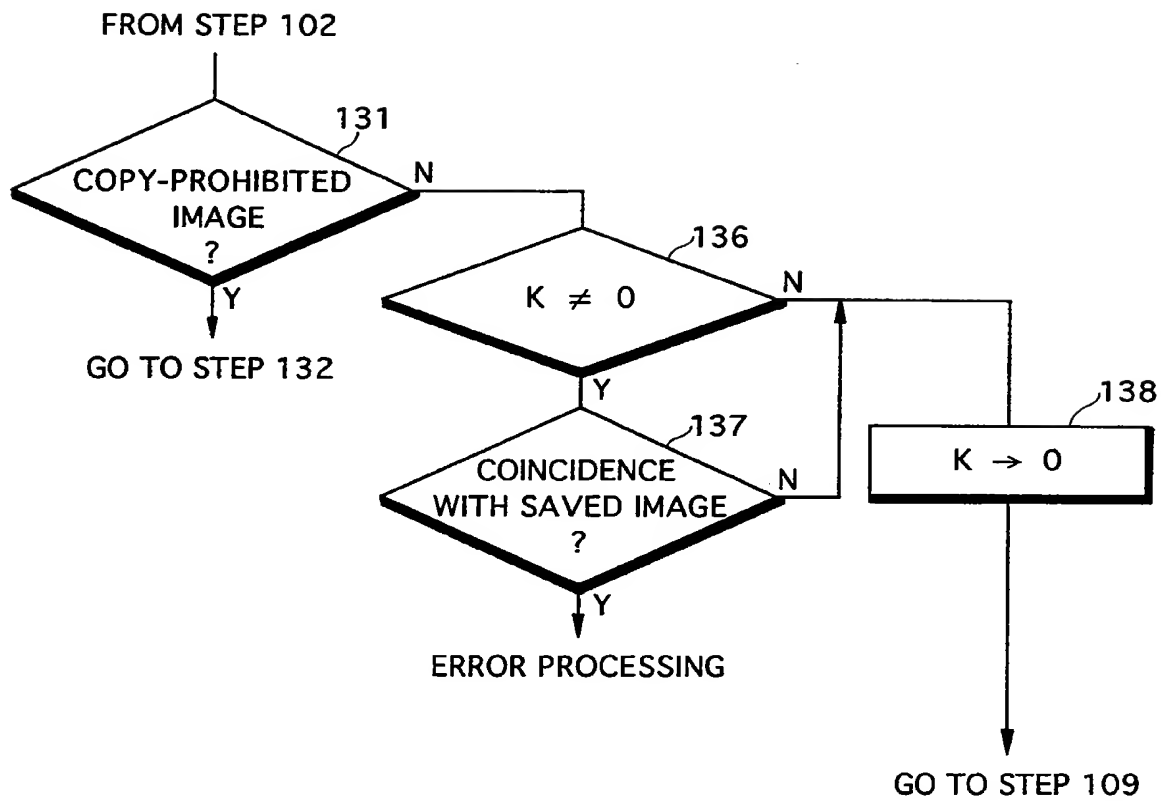 FROM STEP 102
131
COPY-PROHIBITED
IMAGE
?
N
Y
GO TO STEP 132
136
K ≠ 0
N
Y
137
COINCIDENCE
WITH SAVED IMAGE
?
N
Y
ERROR PROCESSING
138
K → 0
GO TO STEP 109